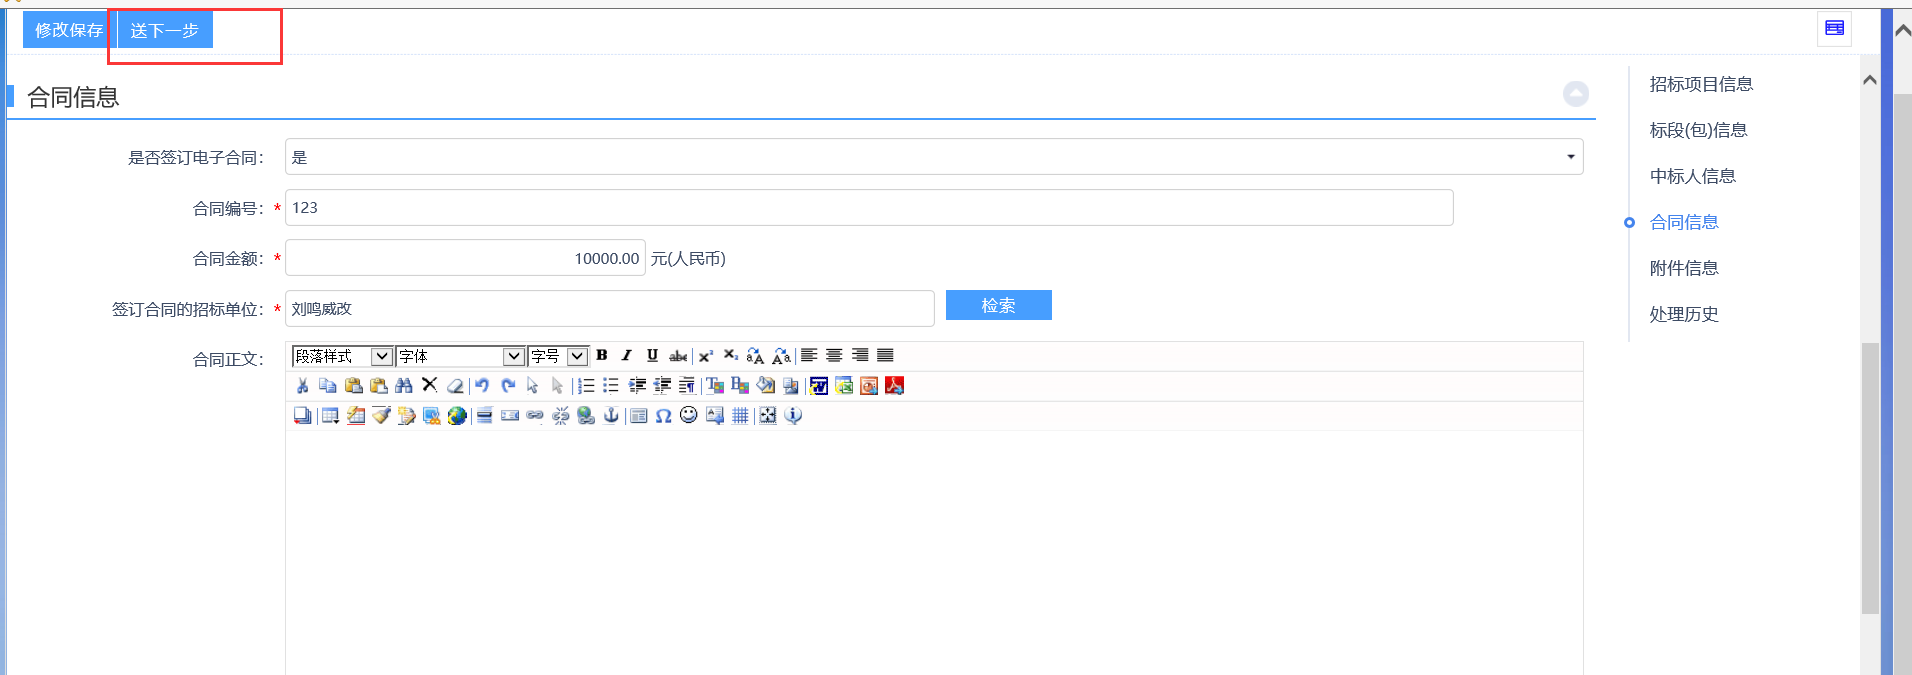 修改保存 送下一步
合同信息
是否签订电子合同： 是
合同编号：* 123
合同金额：* 10000.00 元(人民币)
签订合同的招标单位：* 刘鸣威改 检索
合同正文： 段落样式 字体 字号
招标项目信息
标段(包)信息
中标人信息
合同信息
附件信息
处理历史